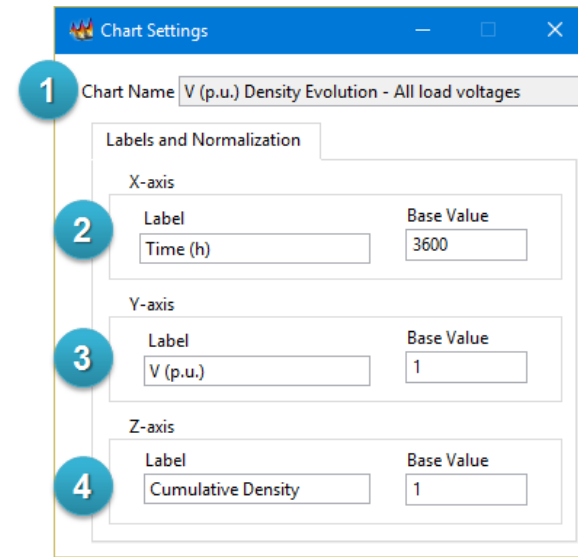 Chart Settings
1 Chart Name V (p.u.) Density Evolution - All load voltages
Labels and Normalization
X-axis
Label Base Value
2 Time (h) 3600
Y-axis
Label Base Value
3 V (p.u.) 1
Z-axis
Label Base Value
4 Cumulative Density 1